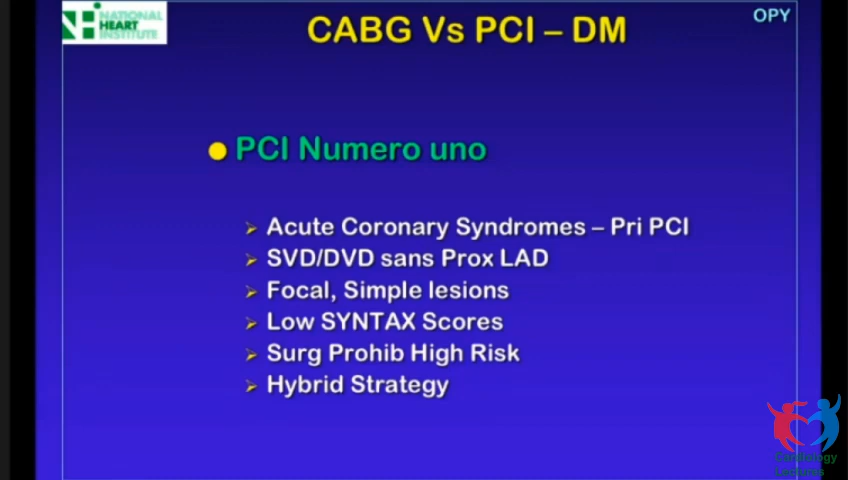 NATIONAL
HEART
INSTITUTE
CABG Vs PCI – DM
OPY
PCI Numero uno
Acute Coronary Syndromes – Pri PCI
SVD/DVD sans Prox LAD
Focal, Simple lesions
Low SYNTAX Scores
Surg Prohib High Risk
Hybrid Strategy
Cardiology
Lectures